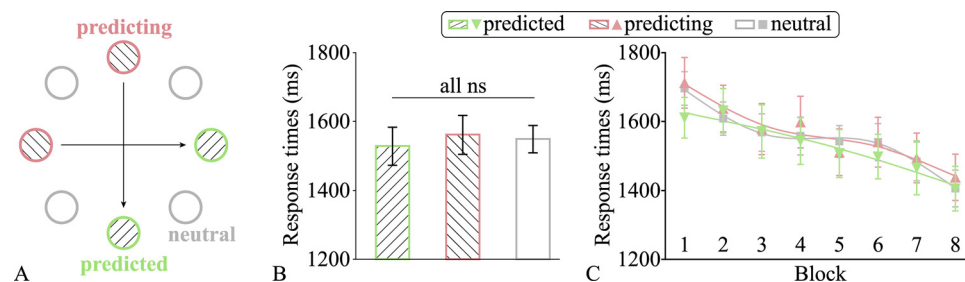 predicted predicting neutral
A
predicting
neutral
predicted
B
Response times (ms)
1800
1600
1400
1200
all ns
C
Response times (ms)
1800
1600
1400
1200
1 2 3 4 5 6 7 8
Block